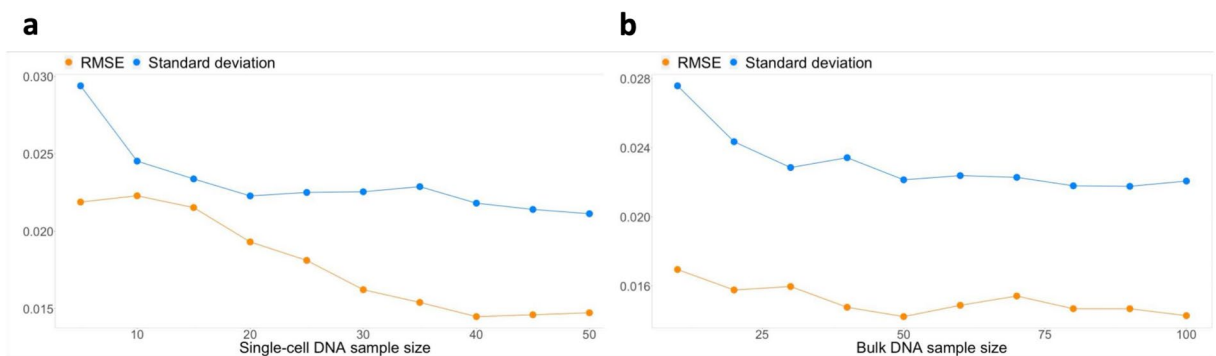 a
RMSE Standard deviation
0.030
0.025
0.020
0.015
10 20 30 40 50
Single-cell DNA sample size
b
RMSE Standard deviation
0.028
0.024
0.020
0.016
25 50 75 100
Bulk DNA sample size